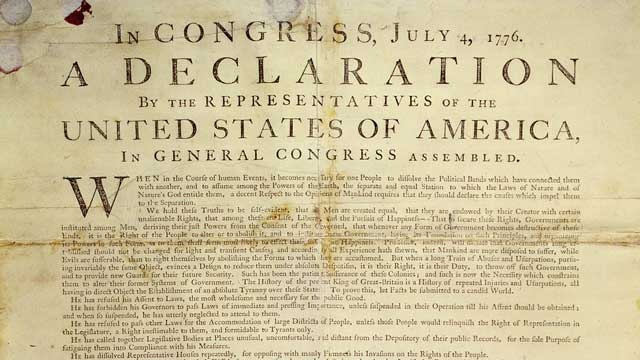 IN CONGRESS, JULY 4, 1776.
A DECLARATION
BY THE REPRESENTATIVES OF THE
UNITED STATES OF AMERICA,
IN GENERAL CONGRESS ASSEMBLED.
WHEN in the Course of human Events, it becomes necessary for one People to dissolve the Political Bands which have connected them
with another, and to assume among the Powers of the Earth, the separate and equal Station to which the Laws of Nature and of
Nature's God entitle them, a decent Respect to the Opinions of Mankind requires that they should declare the causes which impel them
to the Separation.
We hold these Truths to be self-evident, that all Men are created equal, that they are endowed by their Creator with certain
unalienable Rights, that among these are Life, Liberty, and the Pursuit of Happiness—That to secure these Rights, Governments are
instituted among Men, deriving their just Powers from the Consent of the Governed, that whenever any Form of Government becomes destructive of these
Ends, it is the Right of the People to alter or to abolish it, and to institute new Government, laying its Foundation on such Principles, and organizing
its Powers in such Form, as to them shall seem most likely to effect their Safety and Happiness. Prudence, indeed, will dictate that Governments long
established should not be changed for light and transient Causes; and accordingly all Experience hath shewn, that Mankind are more disposed to suffer, while
Evils are sufferable, than to right themselves by abolishing the Forms to which they are accustomed. But when a long Train of Abuses and Usurpations, pursu-
ing invariably the same Object, evinces a Design to reduce them under absolute Despotism, it is their Right, it is their Duty, to throw off such Government,
and to provide new Guards for their future Security. Such has been the patient Sufferance of these Colonies; and such is now the Necessity which constrains
them to alter their former Systems of Government. The History of the present King of Great-Britain is a History of repeated Injuries and Usurpations, all
having in direct Object the Establishment of an absolute Tyranny over these States. To prove this, let Facts be submitted to a candid World.
He has refused his Assent to Laws, the most wholesome and necessary for the public Good.
He has forbidden his Governors to pass Laws of immediate and pressing Importance, unless suspended in their Operation till his Assent should be obtained;
and when so suspended, he has utterly neglected to attend to them.
He has refused to pass other Laws for the Accommodation of large Districts of People, unless those People would relinquish the Right of Representation in
the Legislature, a Right inestimable to them, and formidable to Tyrants only.
He has called together Legislative Bodies at Places unusual, uncomfortable, and distant from the Depository of their public Records, for the sole Purpose of
fatiguing them into Compliance with his Measures.
He has dissolved Representative Houses repeatedly, for opposing with manly Firmness his Invasions on the Rights of the People.